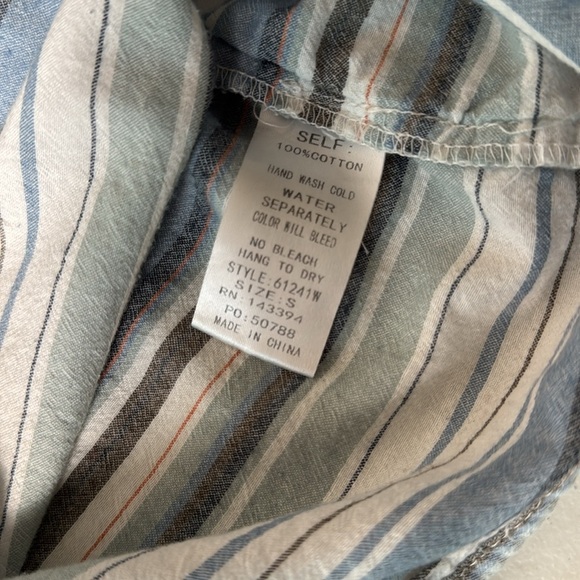 SELF:
100%COTTON
HAND WASH COLD
WATER
SEPARATELY
COLOR WILL BLEED
NO BLEACH
HANG TO DRY
STYLE:61241W
SIZE:S
RN:143394
PO:50788
MADE IN CHINA